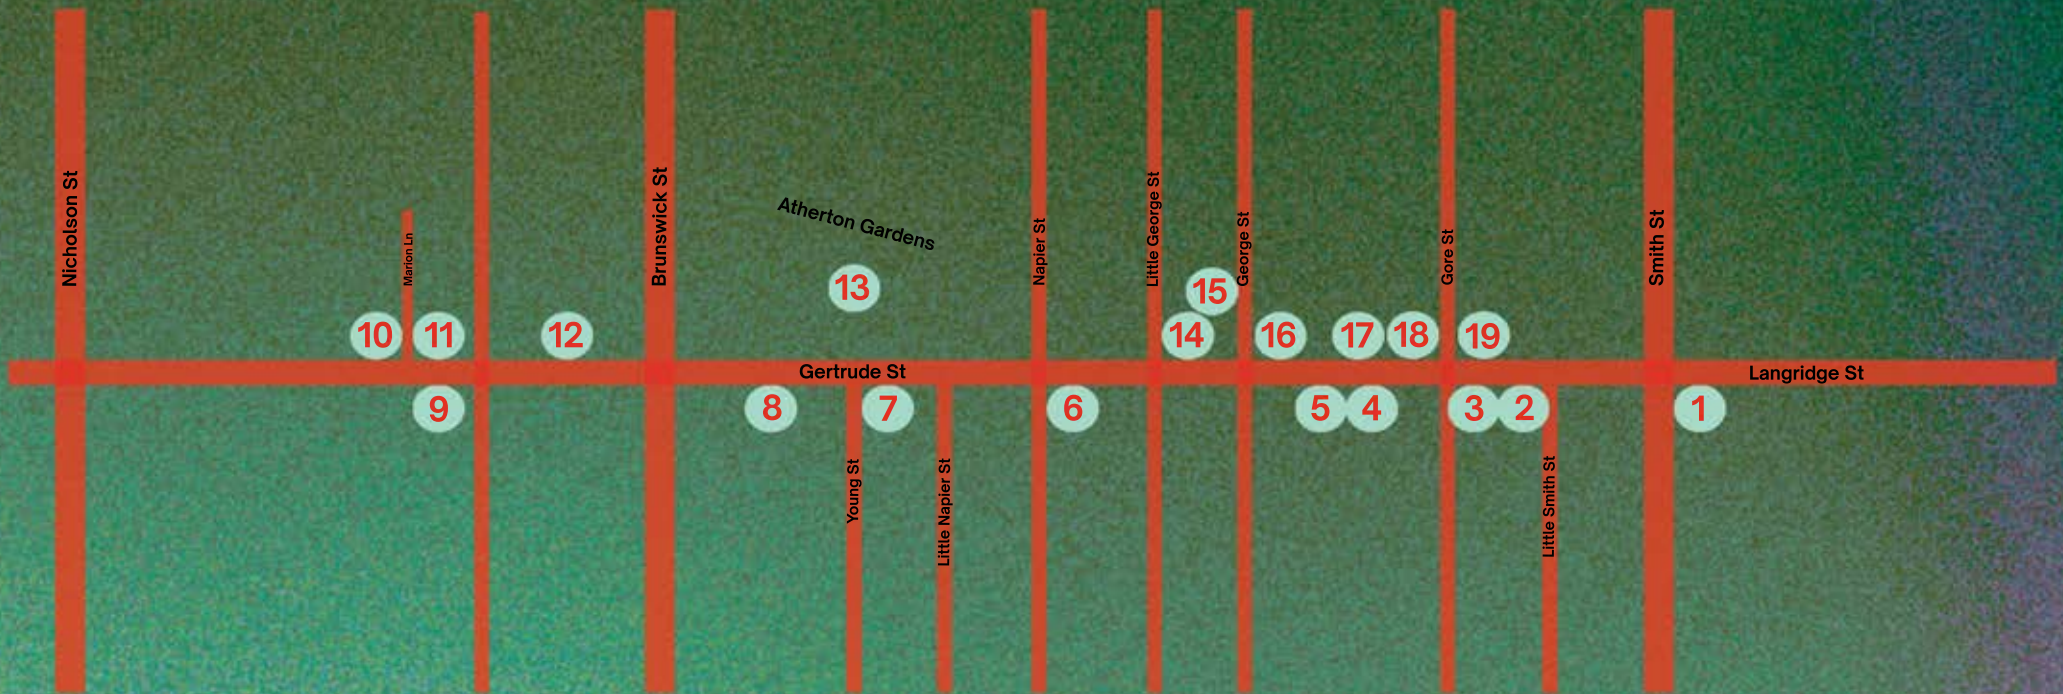 Nicholson St
Marion Ln
Brunswick St
Atherton Gardens
Napier St
Little George St
George St
Gore St
Smith St
13
15
10
11
12
14
16
17
18
19
Gertrude St
Langridge St
9
8
7
6
5
4
3
2
1
Young St
Little Napier St
Little Smith St